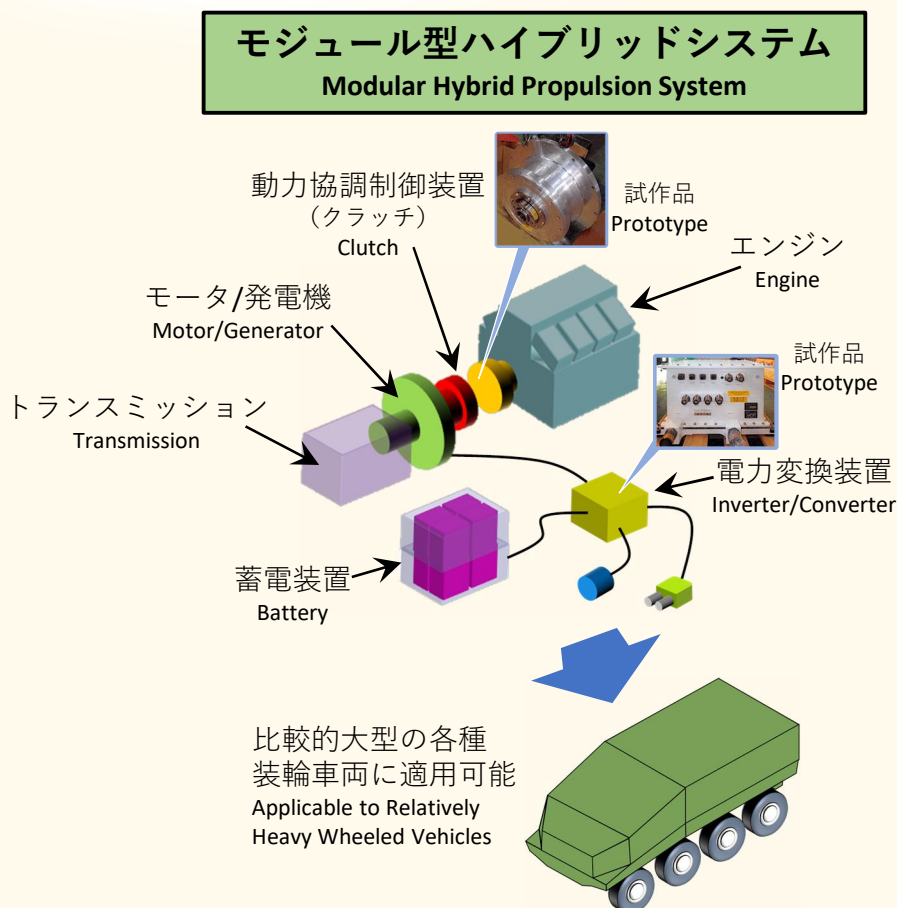 モジュール型ハイブリッドシステム
Modular Hybrid Propulsion System
動力協調制御装置
（クラッチ）
Clutch
試作品
Prototype
エンジン
Engine
モータ/発電機
Motor/Generator
試作品
Prototype
トランスミッション
Transmission
電力変換装置
Inverter/Converter
蓄電装置
Battery
比較的大型の各種
装輪車両に適用可能
Applicable to Relatively
Heavy Wheeled Vehicles